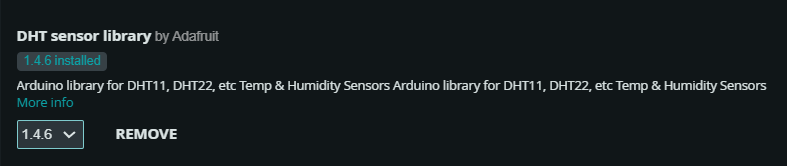 DHT sensor library by Adafruit
1.4.6 installed
Arduino library for DHT11, DHT22, etc Temp & Humidity Sensors Arduino library for DHT11, DHT22, etc Temp & Humidity Sensors
More info
1.4.6 REMOVE